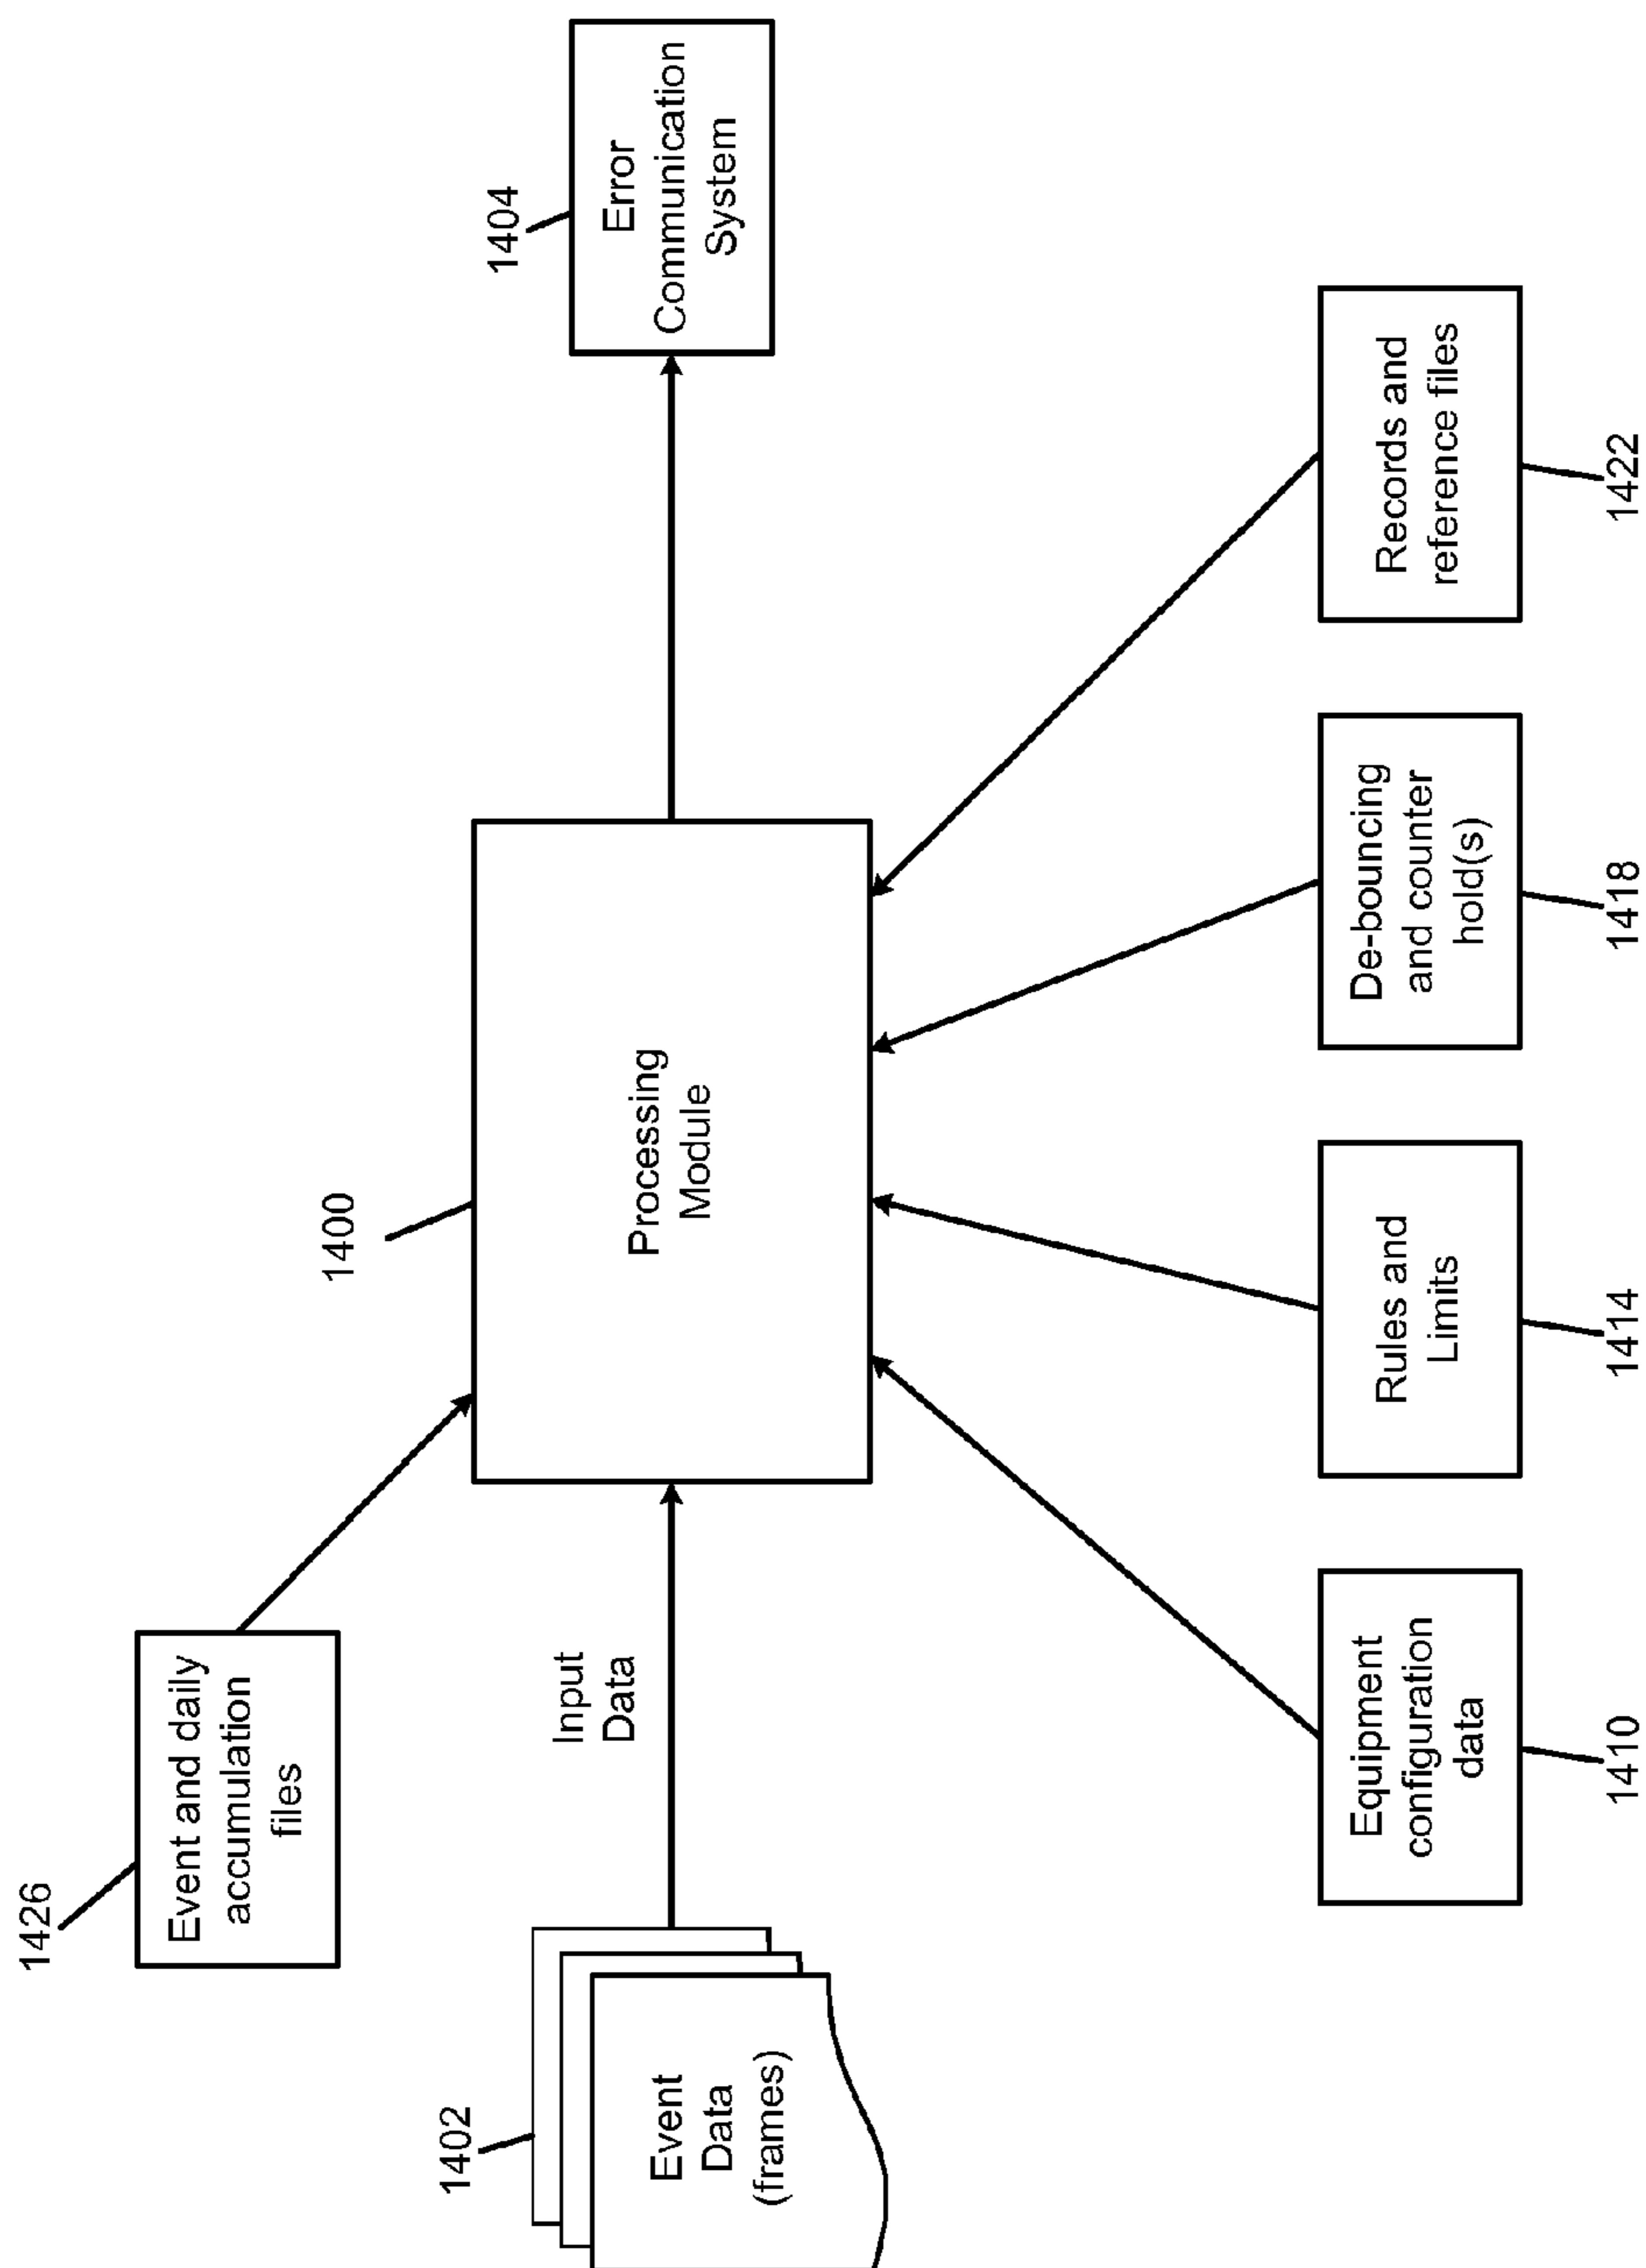 1426
Event and daily
accumulation
files
1402
Event
Data
(frames)
Input
Data
1400
Processing
Module
1404
Error
Communication
System
Equipment
configuration
data
1410
Rules and
Limits
1414
De-bouncing
and counter
hold(s)
1418
Records and
reference files
1422